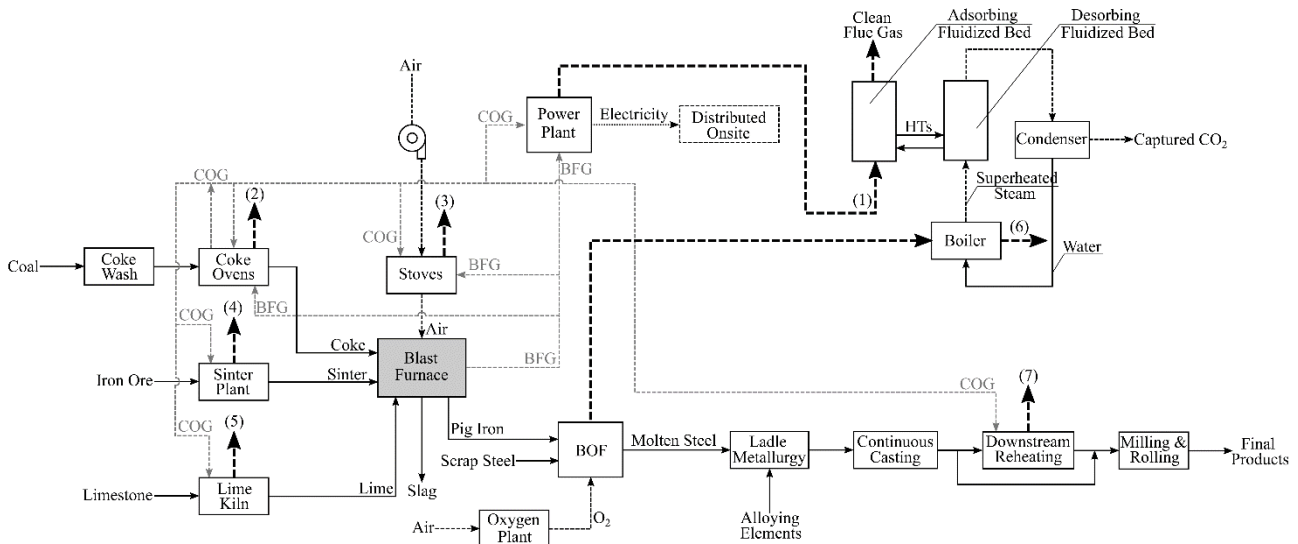 Clean
Flue Gas
Adsorbing
Fluidized Bed
Desorbing
Fluidized Bed
Air
COG
Power
Plant
Electricity
Distributed
Onsite
HTs
Condenser
Captured CO₂
BFG
COG
(2)
(3)
(1)
Superheated
Steam
COG
(6)
Boiler
Water
Coal
Coke
Wash
Coke
Ovens
Stoves
BFG
BFG
(4)
COG
Air
Coke
Blast
Furnace
BFG
Iron Ore
Sinter
Plant
Sinter
COG
(7)
(5)
COG
Pig Iron
Molten Steel
BOF
Ladle
Metallurgy
Continuous
Casting
Downstream
Reheating
Milling &
Rolling
Final
Products
Scrap Steel
Limestone
Lime
Kiln
Lime
Slag
Air
Oxygen
Plant
O₂
Alloying
Elements